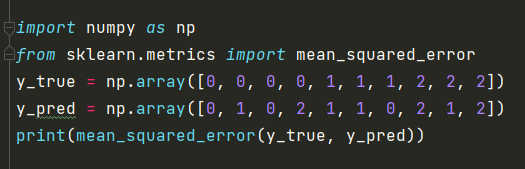 import numpy as np
from sklearn.metrics import mean_squared_error
y_true = np.array([0, 0, 0, 0, 1, 1, 1, 2, 2, 2])
y_pred = np.array([0, 1, 0, 2, 1, 1, 0, 2, 1, 2])
print(mean_squared_error(y_true, y_pred))